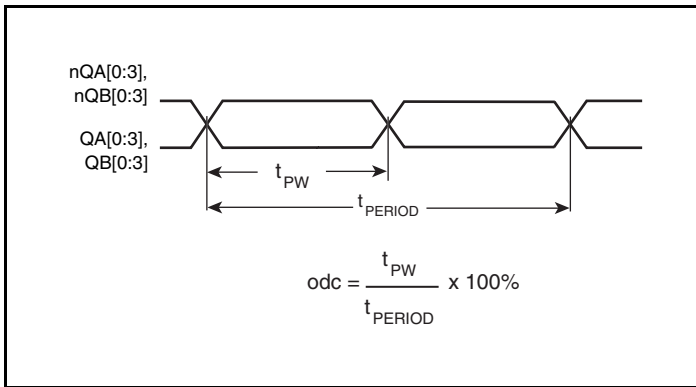 nQA[0:3],
nQB[0:3]
QA[0:3],
QB[0:3]
tPW
tPERIOD
odc = tPW / tPERIOD x 100%